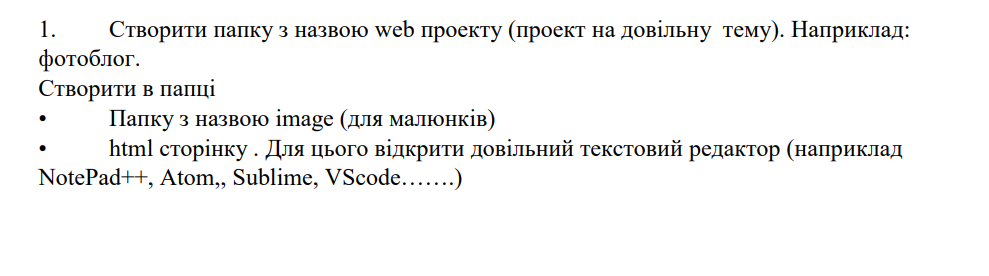 1. Створити папку з назвою web проекту (проект на довільну тему). Наприклад:
фотоблог.
Створити в папці
• Папку з назвою image (для малюнків)
• html сторінку . Для цього відкрити довільний текстовий редактор (наприклад
NotePad++, Atom,, Sublime, VScode…….)